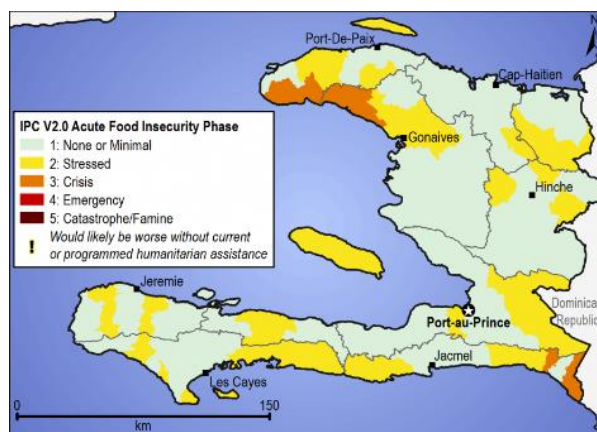 N
Port-De-Paix
Cap-Haitien
IPC V2.0 Acute Food Insecurity Phase
1: None or Minimal
2: Stressed
3: Crisis
4: Emergency
5: Catastrophe/Famine
! Would likely be worse without current
or programmed humanitarian assistance
Gonaives
Hinche
Jeremie
Dominican
Republic
Port-au-Prince
Jacmel
Les Cayes
0 150
km